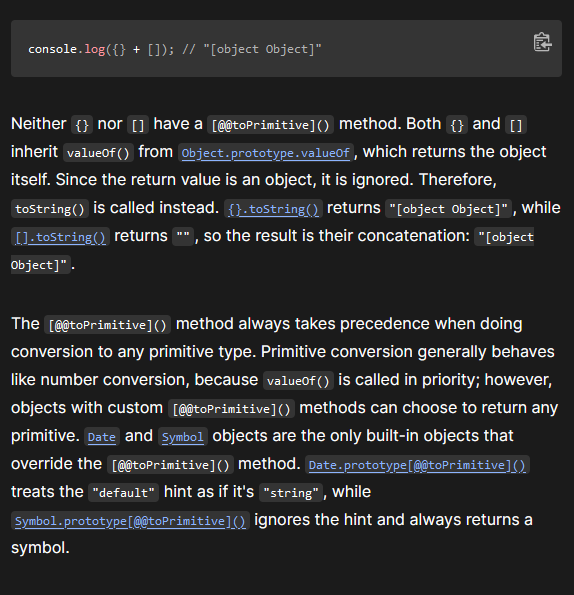 console.log({} + []); // "[object Object]"
Neither {} nor [] have a [@@toPrimitive]() method. Both {} and []
inherit valueOf() from Object.prototype.valueOf, which returns the object
itself. Since the return value is an object, it is ignored. Therefore,
toString() is called instead. {}.toString() returns "[object Object]", while
[].toString() returns "", so the result is their concatenation: "[object
Object]".
The [@@toPrimitive]() method always takes precedence when doing
conversion to any primitive type. Primitive conversion generally behaves
like number conversion, because valueOf() is called in priority; however,
objects with custom [@@toPrimitive]() methods can choose to return any
primitive. Date and Symbol objects are the only built-in objects that
override the [@@toPrimitive]() method. Date.prototype[@@toPrimitive]()
treats the "default" hint as if it's "string", while
Symbol.prototype[@@toPrimitive]() ignores the hint and always returns a
symbol.